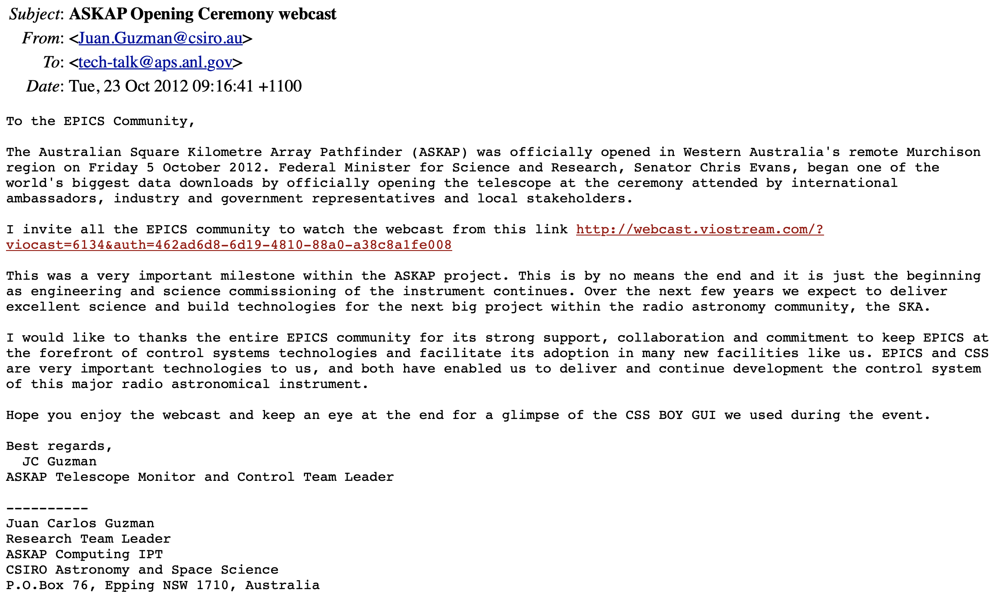 Subject: ASKAP Opening Ceremony webcast
From: <Juan.Guzman@csiro.au>
To: <tech-talk@aps.anl.gov>
Date: Tue, 23 Oct 2012 09:16:41 +1100
To the EPICS Community,
The Australian Square Kilometre Array Pathfinder (ASKAP) was officially opened in Western Australia's remote Murchison
region on Friday 5 October 2012. Federal Minister for Science and Research, Senator Chris Evans, began one of the
world's biggest data downloads by officially opening the telescope at the ceremony attended by international
ambassadors, industry and government representatives and local stakeholders.
I invite all the EPICS community to watch the webcast from this link http://webcast.viostream.com/?
viocast=6134&auth=462ad6d8-6d19-4810-88a0-a38c8a1fe008
This was a very important milestone within the ASKAP project. This is by no means the end and it is just the beginning
as engineering and science commissioning of the instrument continues. Over the next few years we expect to deliver
excellent science and build technologies for the next big project within the radio astronomy community, the SKA.
I would like to thanks the entire EPICS community for its strong support, collaboration and commitment to keep EPICS at
the forefront of control systems technologies and facilitate its adoption in many new facilities like us. EPICS and CSS
are very important technologies to us, and both have enabled us to deliver and continue development the control system
of this major radio astronomical instrument.
Hope you enjoy the webcast and keep an eye at the end for a glimpse of the CSS BOY GUI we used during the event.
Best regards,
JC Guzman
ASKAP Telescope Monitor and Control Team Leader
----------
Juan Carlos Guzman
Research Team Leader
ASKAP Computing IPT
CSIRO Astronomy and Space Science
P.O.Box 76, Epping NSW 1710, Australia